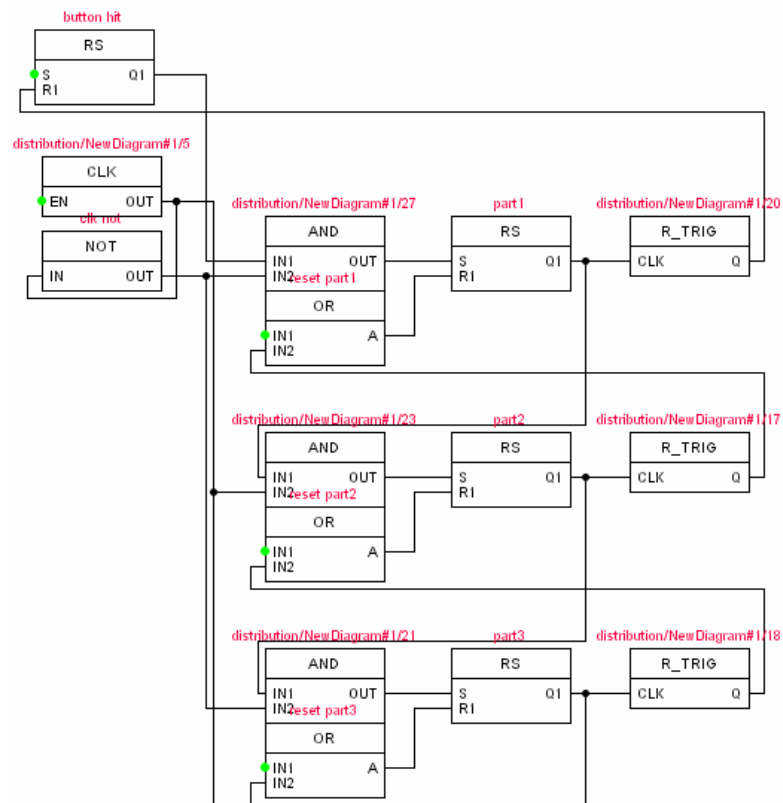 button hit
RS
S Q1
R1
distribution/NewDiagram#1/5
CLK
EN OUT
clk not
NOT
IN OUT
distribution/NewDiagram#1/27 part1 distribution/NewDiagram#1/20
AND RS R_TRIG
IN1 OUT S Q1 CLK Q
IN2 R1
reset part1
OR
IN1 A
IN2
distribution/NewDiagram#1/23 part2 distribution/NewDiagram#1/17
AND RS R_TRIG
IN1 OUT S Q1 CLK Q
IN2 R1
reset part2
OR
IN1 A
IN2
distribution/NewDiagram#1/21 part3 distribution/NewDiagram#1/18
AND RS R_TRIG
IN1 OUT S Q1 CLK Q
IN2 R1
reset part3
OR
IN1 A
IN2